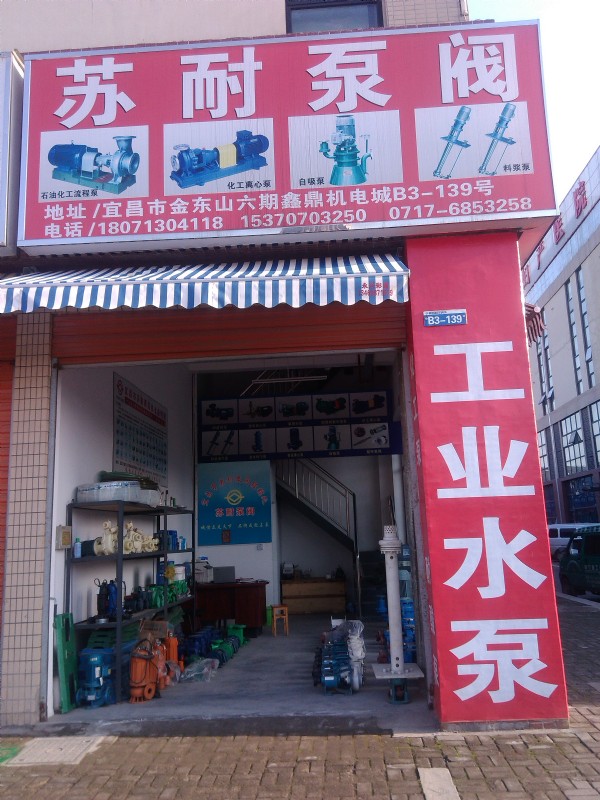 苏耐泵阀
石油化工流程泵
化工离心泵
自吸泵
料浆泵
地址/宜昌市金东山六期鑫鼎机电城B3-139号
电话/18071304118 15370703250 0717-6853258
B3-139
工业水泵
苏耐泵阀